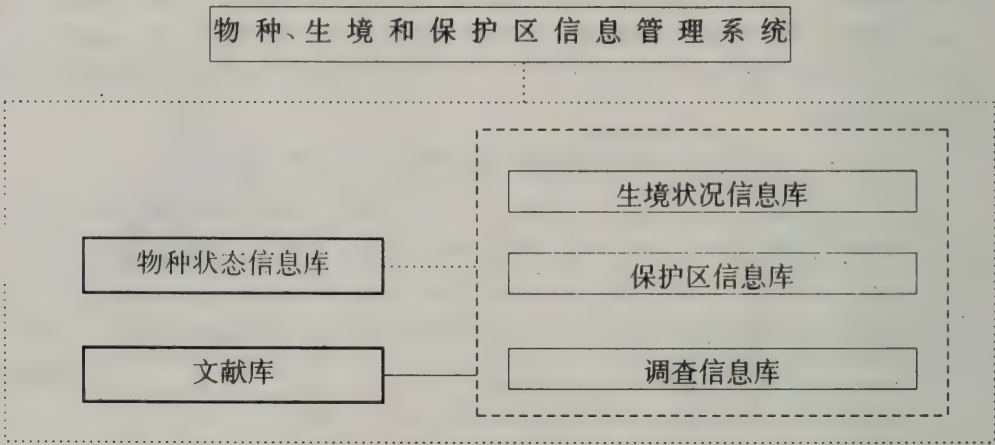 物种、生境和保护区信息管理系统
生境状况信息库
物种状态信息库
保护区信息库
文献库
调查信息库